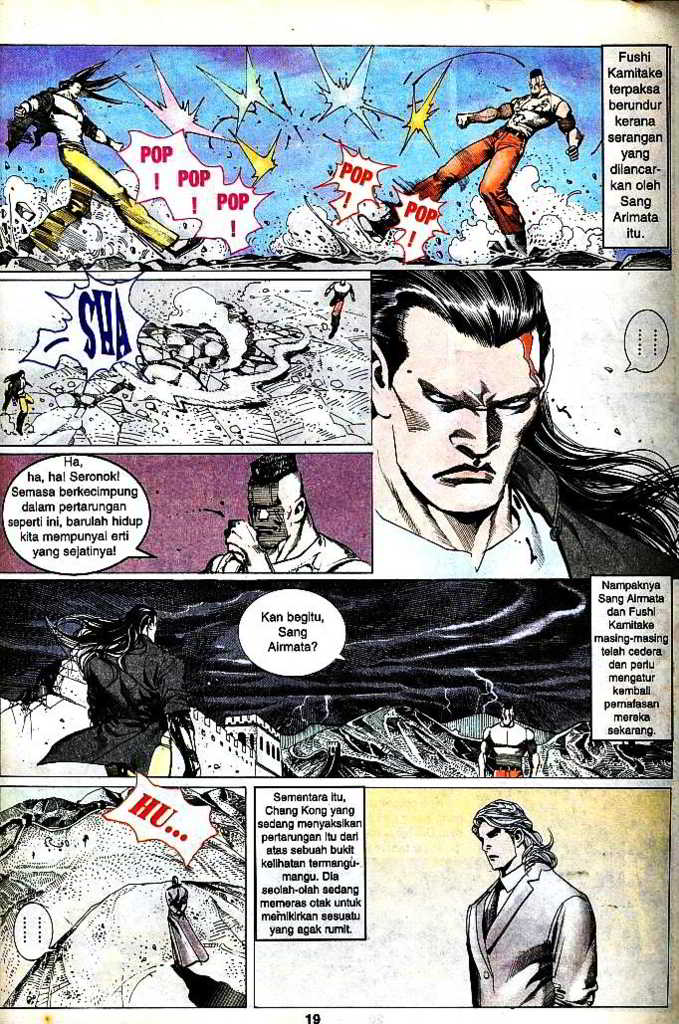 Fushi
Kamitake
terpaksa
berundur
kerana
serangan
yang
dilancar-
kan oleh
Sang
Arimata
itu.
POP
!
POP
!
POP
!
POP
!
POP
!
SHA
Ha,
ha, ha! Seronok!
Semasa berkecimpung
dalam pertarungan
seperti ini, barulah hidup
kita mempunyai erti
yang sejatinya!
Kan begitu,
Sang
Airmata?
Nampaknya
Sang Airmata
dan Fushi
Kamitake
masing-masing
telah cedera
dan perlu
mengatur
kembali
pernafasan
mereka
sekarang.
HU...
Sementara itu,
Chang Kong yang
sedang menyaksikan
pertarungan itu dari
atas sebuah bukit
kelihatan termangu-
mangu. Dia
seolah-olah sedang
memeras otak untuk
memikirkan sesuatu
yang agak rumit.
19